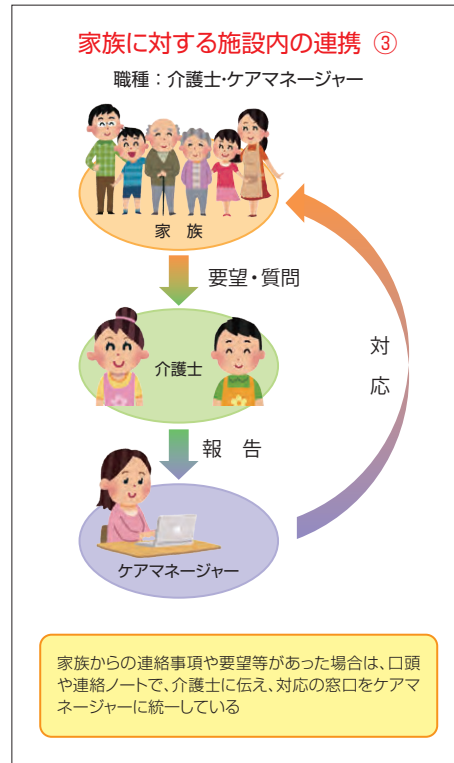 家族に対する施設内の連携 ③
職種：介護士・ケアマネージャー
家　族
要望・質問
介護士
対
応
報　告
ケアマネージャー
家族からの連絡事項や要望等があった場合は、口頭
や連絡ノートで、介護士に伝え、対応の窓口をケアマ
ネージャーに統一している